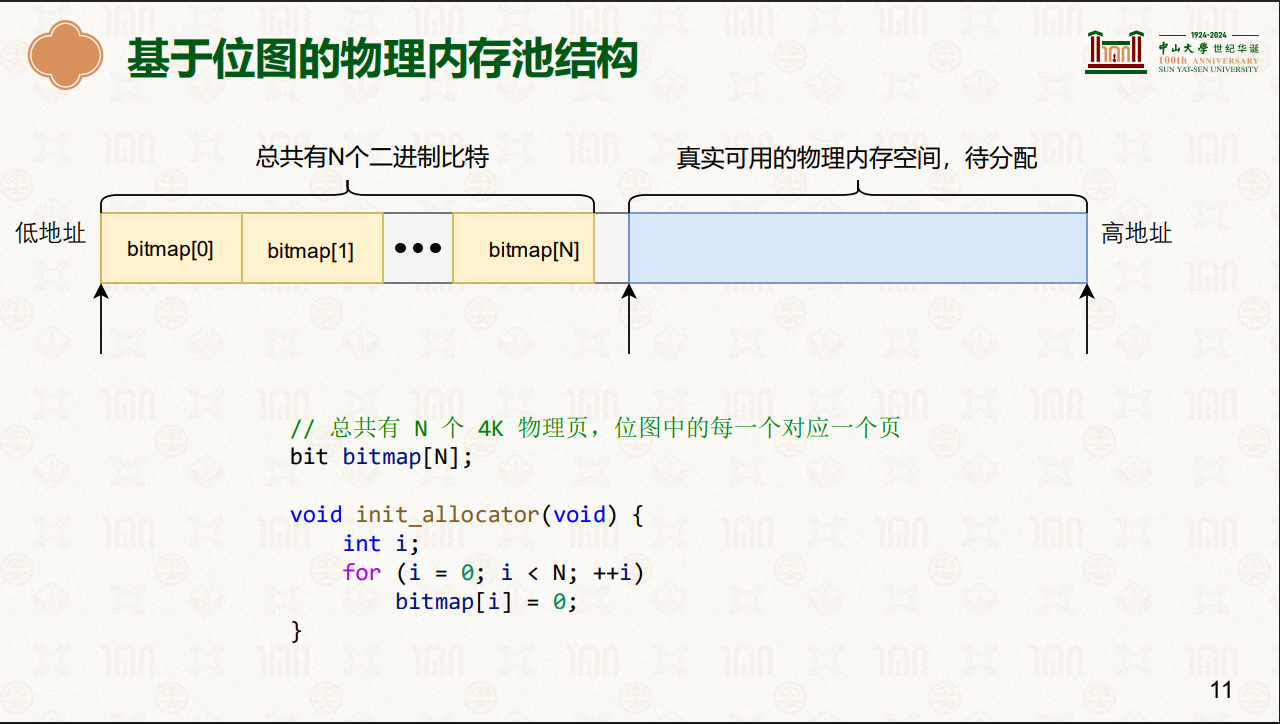 基于位图的物理内存池结构
1924-2024
中山大學 世纪华诞
100th ANNIVERSARY
SUN YAT-SEN UNIVERSITY
总共有N个二进制比特
真实可用的物理内存空间，待分配
低地址
bitmap[0]
bitmap[1]
bitmap[N]
高地址
// 总共有 N 个 4K 物理页，位图中的每一个对应一个页
bit bitmap[N];
void init_allocator(void) {
int i;
for (i = 0; i < N; ++i)
bitmap[i] = 0;
}
11